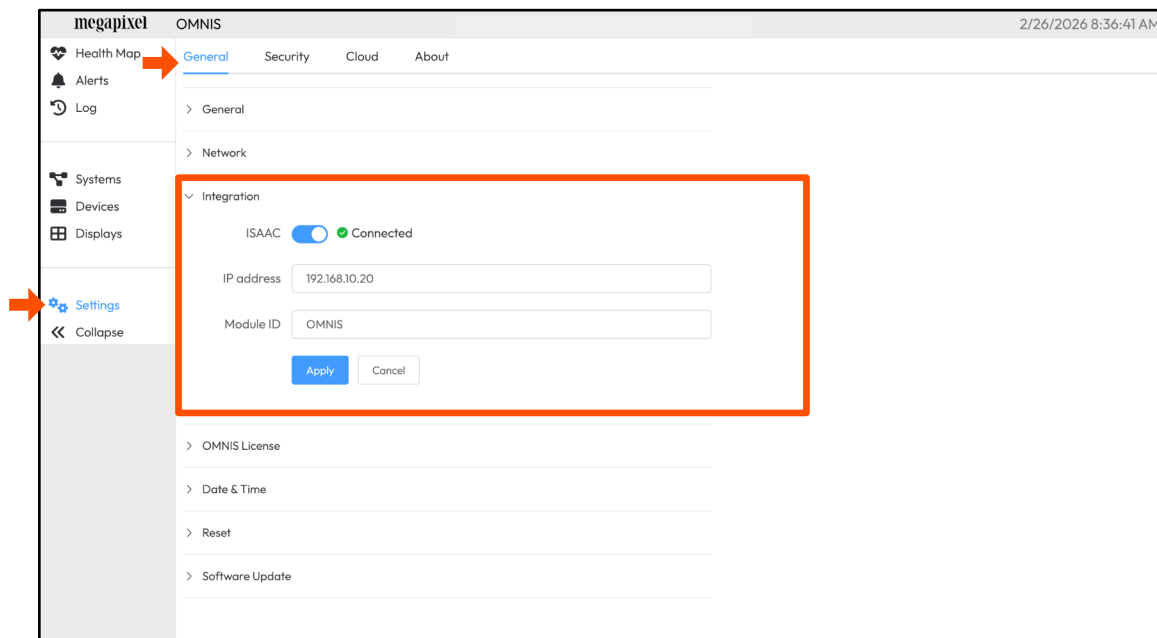 megapixel OMNIS 2/26/2026 8:36:41 AM
Health Map
Alerts
Log
Systems
Devices
Displays
Settings
Collapse
General Security Cloud About
General
Network
Integration
ISAAC Connected
IP address 192.168.10.20
Module ID OMNIS
Apply Cancel
OMNIS License
Date & Time
Reset
Software Update